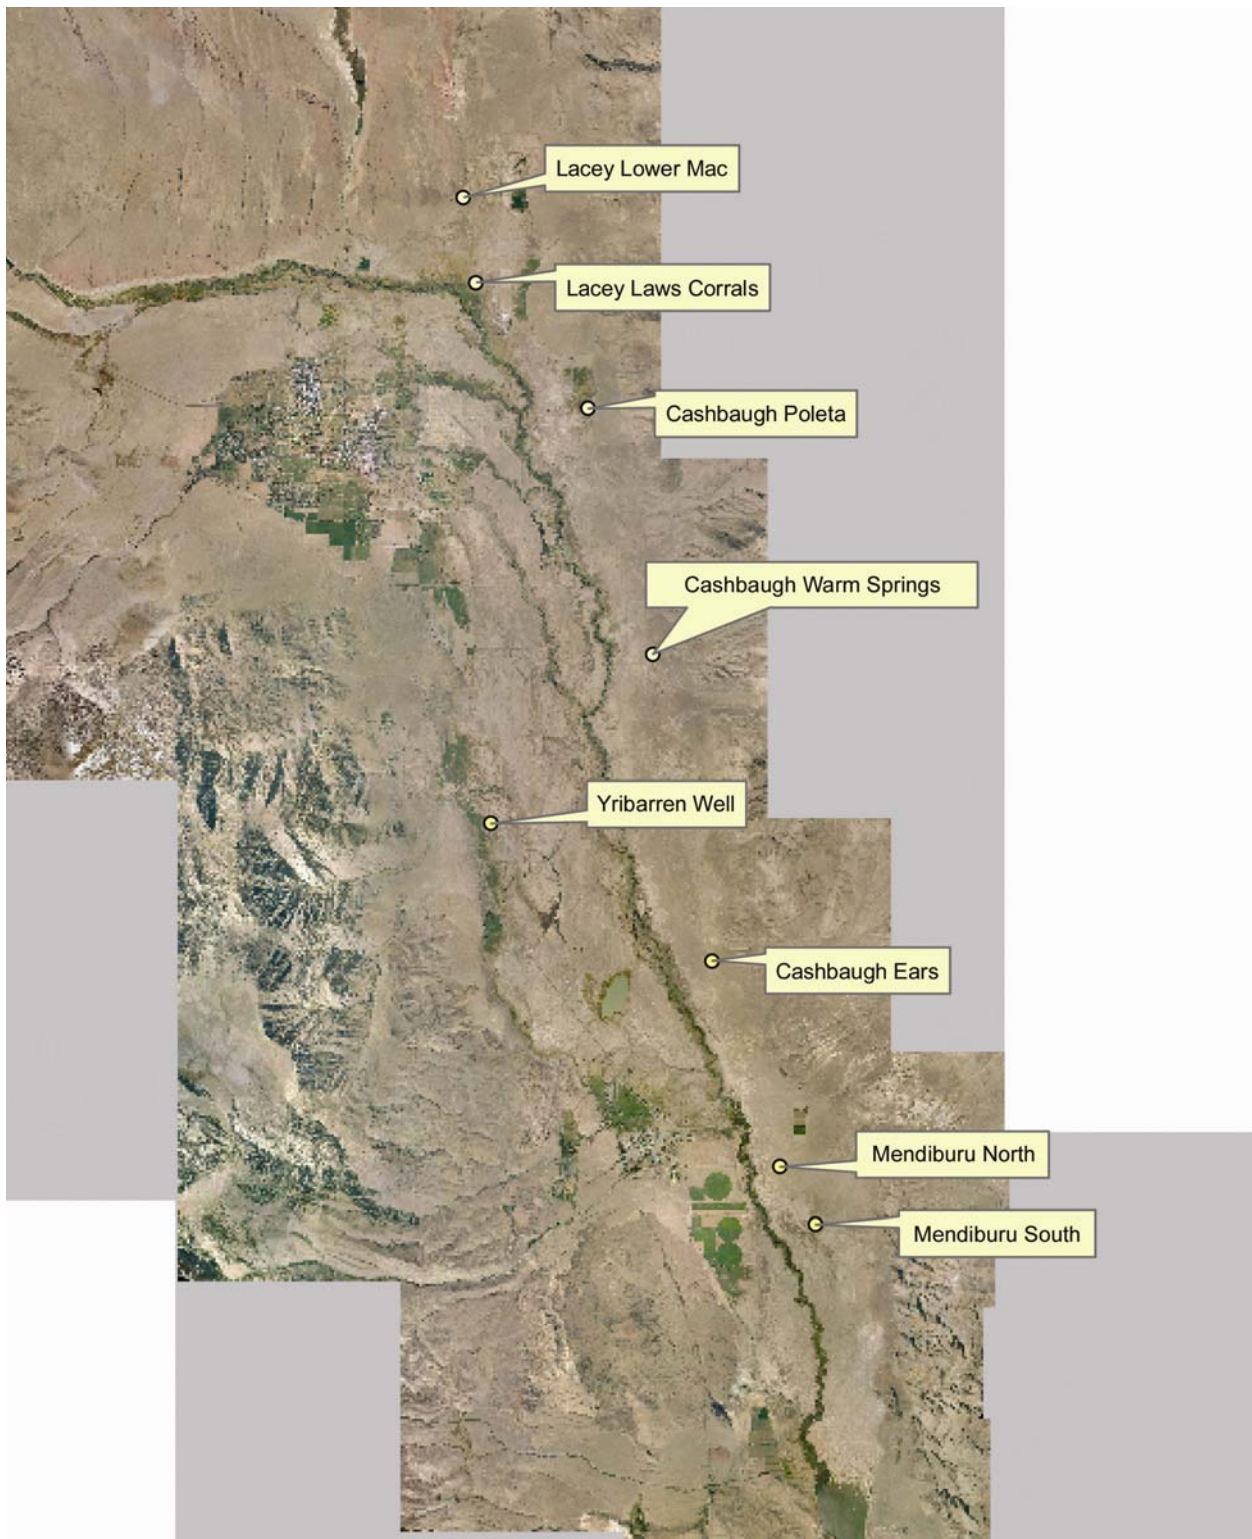 Lacey Lower Mac
Lacey Laws Corrals
Cashbaugh Poleta
Cashbaugh Warm Springs
Yribarren Well
Cashbaugh Ears
Mendiburu North
Mendiburu South